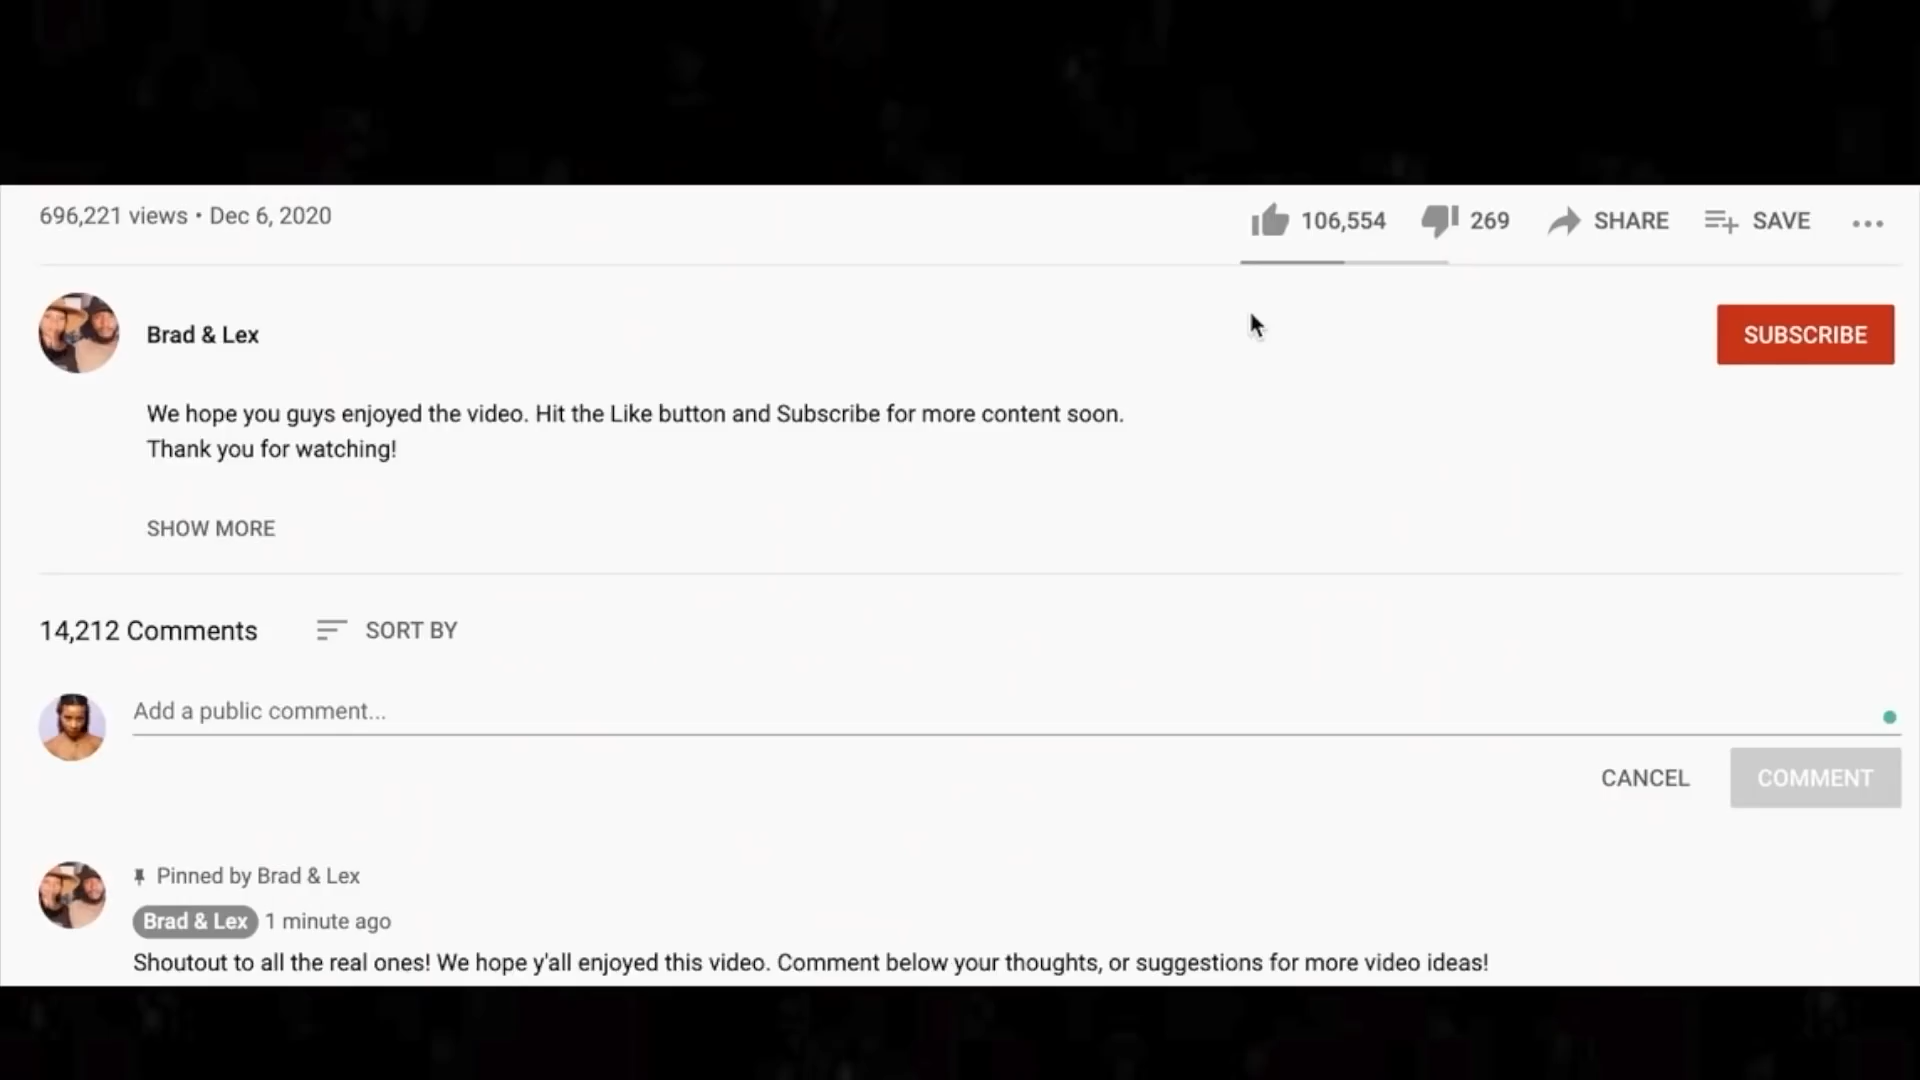 696,221 views • Dec 6, 2020
106,554
269
SHARE
SAVE
Brad & Lex
SUBSCRIBE
We hope you guys enjoyed the video. Hit the Like button and Subscribe for more content soon.
Thank you for watching!
SHOW MORE
14,212 Comments
SORT BY
Add a public comment...
CANCEL
COMMENT
Pinned by Brad & Lex
Brad & Lex 1 minute ago
Shoutout to all the real ones! We hope y'all enjoyed this video. Comment below your thoughts, or suggestions for more video ideas!